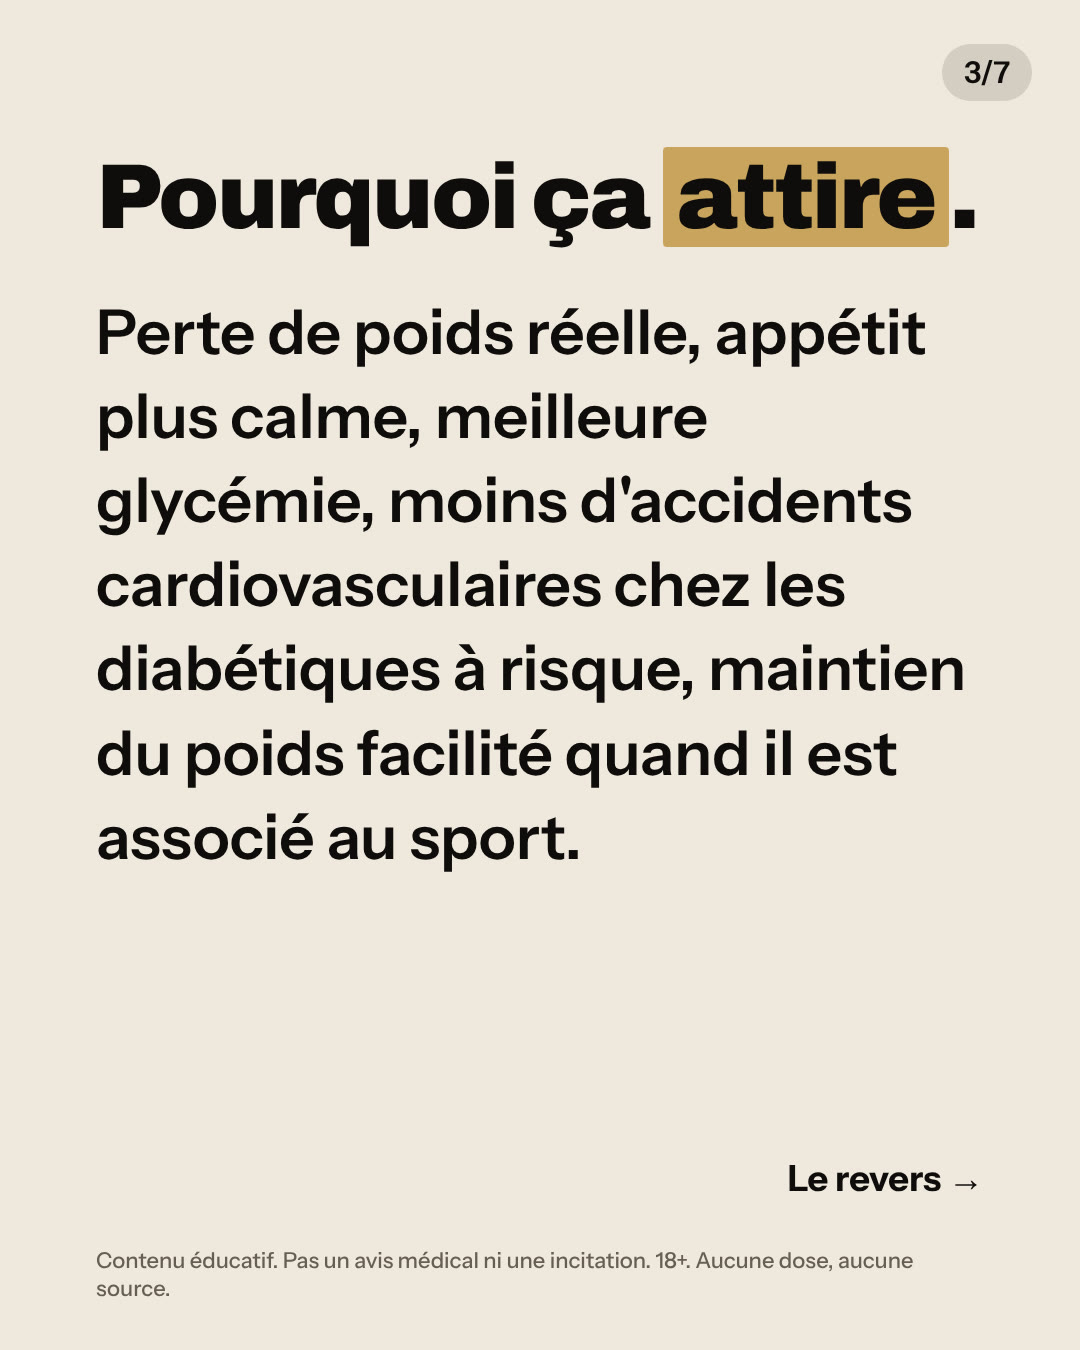 3/7
Pourquoi ça attire.
Perte de poids réelle, appétit
plus calme, meilleure
glycémie, moins d'accidents
cardiovasculaires chez les
diabétiques à risque, maintien
du poids facilité quand il est
associé au sport.
Le revers →
Contenu éducatif. Pas un avis médical ni une incitation. 18+. Aucune dose, aucune
source.